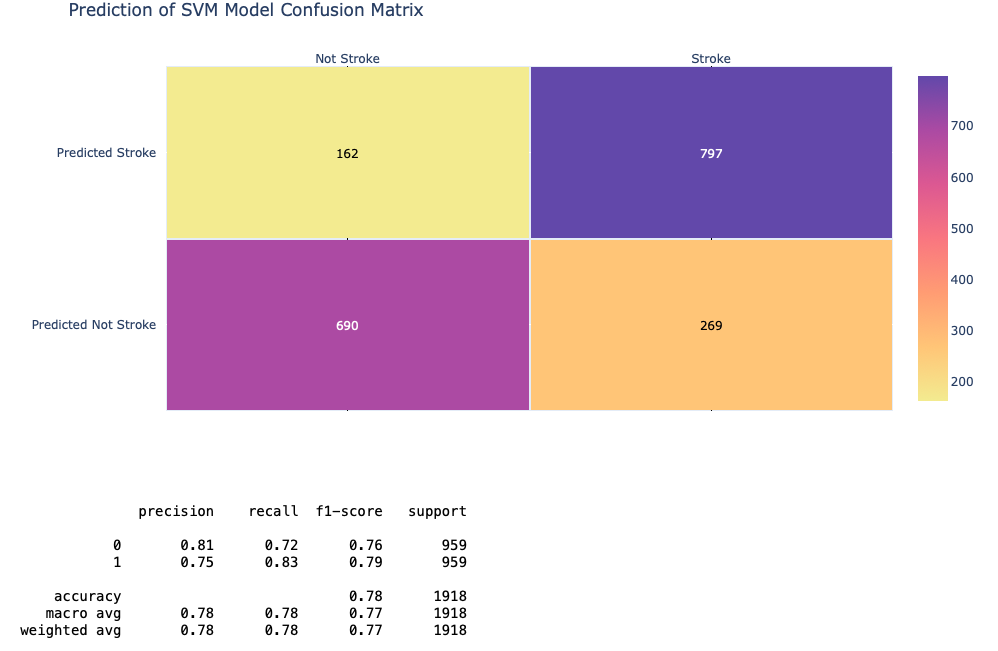 Prediction of SVM Model Confusion Matrix
Not Stroke Stroke
Predicted Stroke 162 797
Predicted Not Stroke 690 269
700
600
500
400
300
200
precision recall f1-score support
0 0.81 0.72 0.76 959
1 0.75 0.83 0.79 959
accuracy 0.78 1918
macro avg 0.78 0.78 0.77 1918
weighted avg 0.78 0.78 0.77 1918